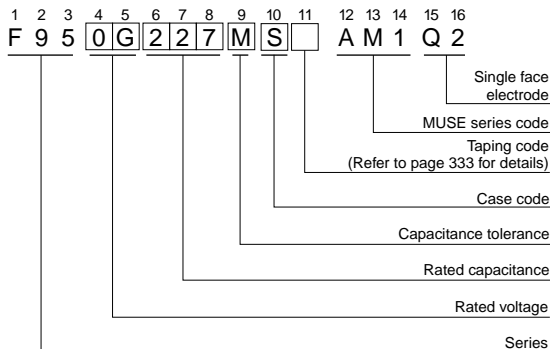 1 2 3 4 5 6 7 8 9 10 11 12 13 14 15 16
F 9 5 0 G 2 2 7 M S A M 1 Q 2
Single face
electrode
MUSE series code
Taping code
(Refer to page 333 for details)
Case code
Capacitance tolerance
Rated capacitance
Rated voltage
Series